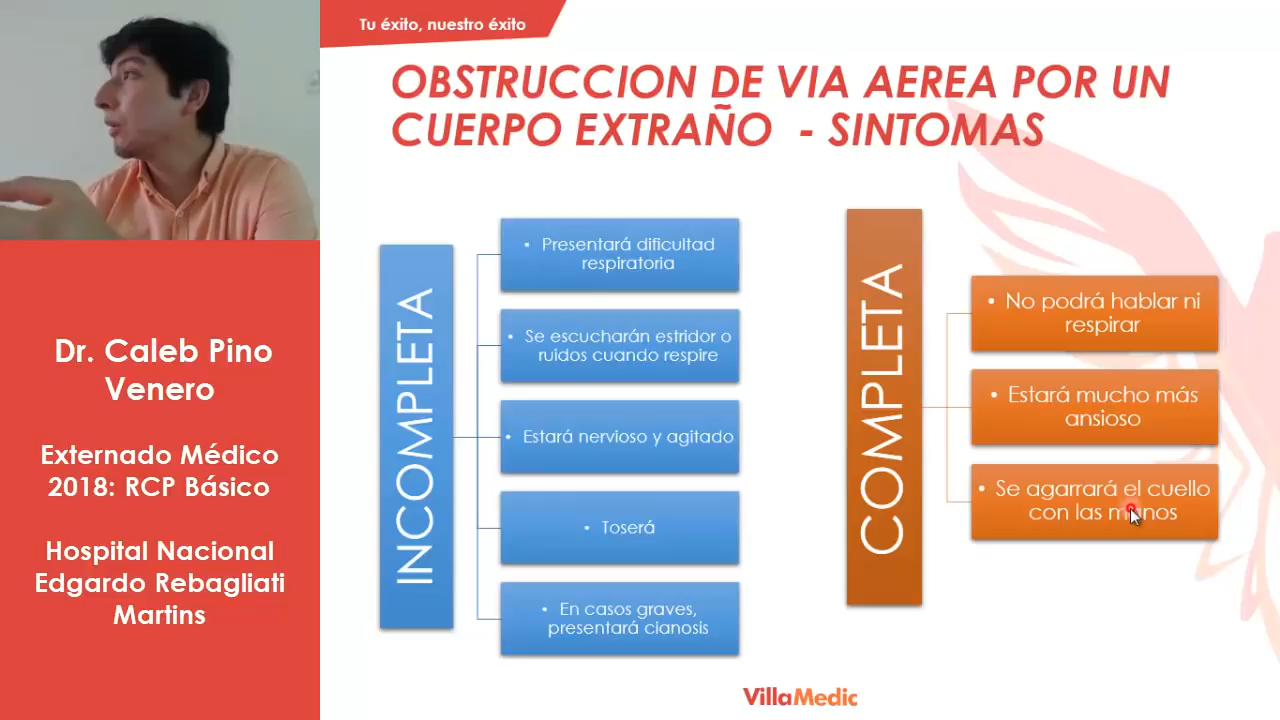 Tu éxito, nuestro éxito
OBSTRUCCION DE VIA AEREA POR UN
CUERPO EXTRAÑO - SINTOMAS
INCOMPLETA
• Presentará dificultad
respiratoria
• Se escucharán estridor o
ruidos cuando respire
• Estará nervioso y agitado
• Toserá
• En casos graves,
presentará cianosis
COMPLETA
• No podrá hablar ni
respirar
• Estará mucho más
ansioso
• Se agarrará el cuello
con las manos
Dr. Caleb Pino
Venero
Externado Médico
2018: RCP Básico
Hospital Nacional
Edgardo Rebagliati
Martins
VillaMedic